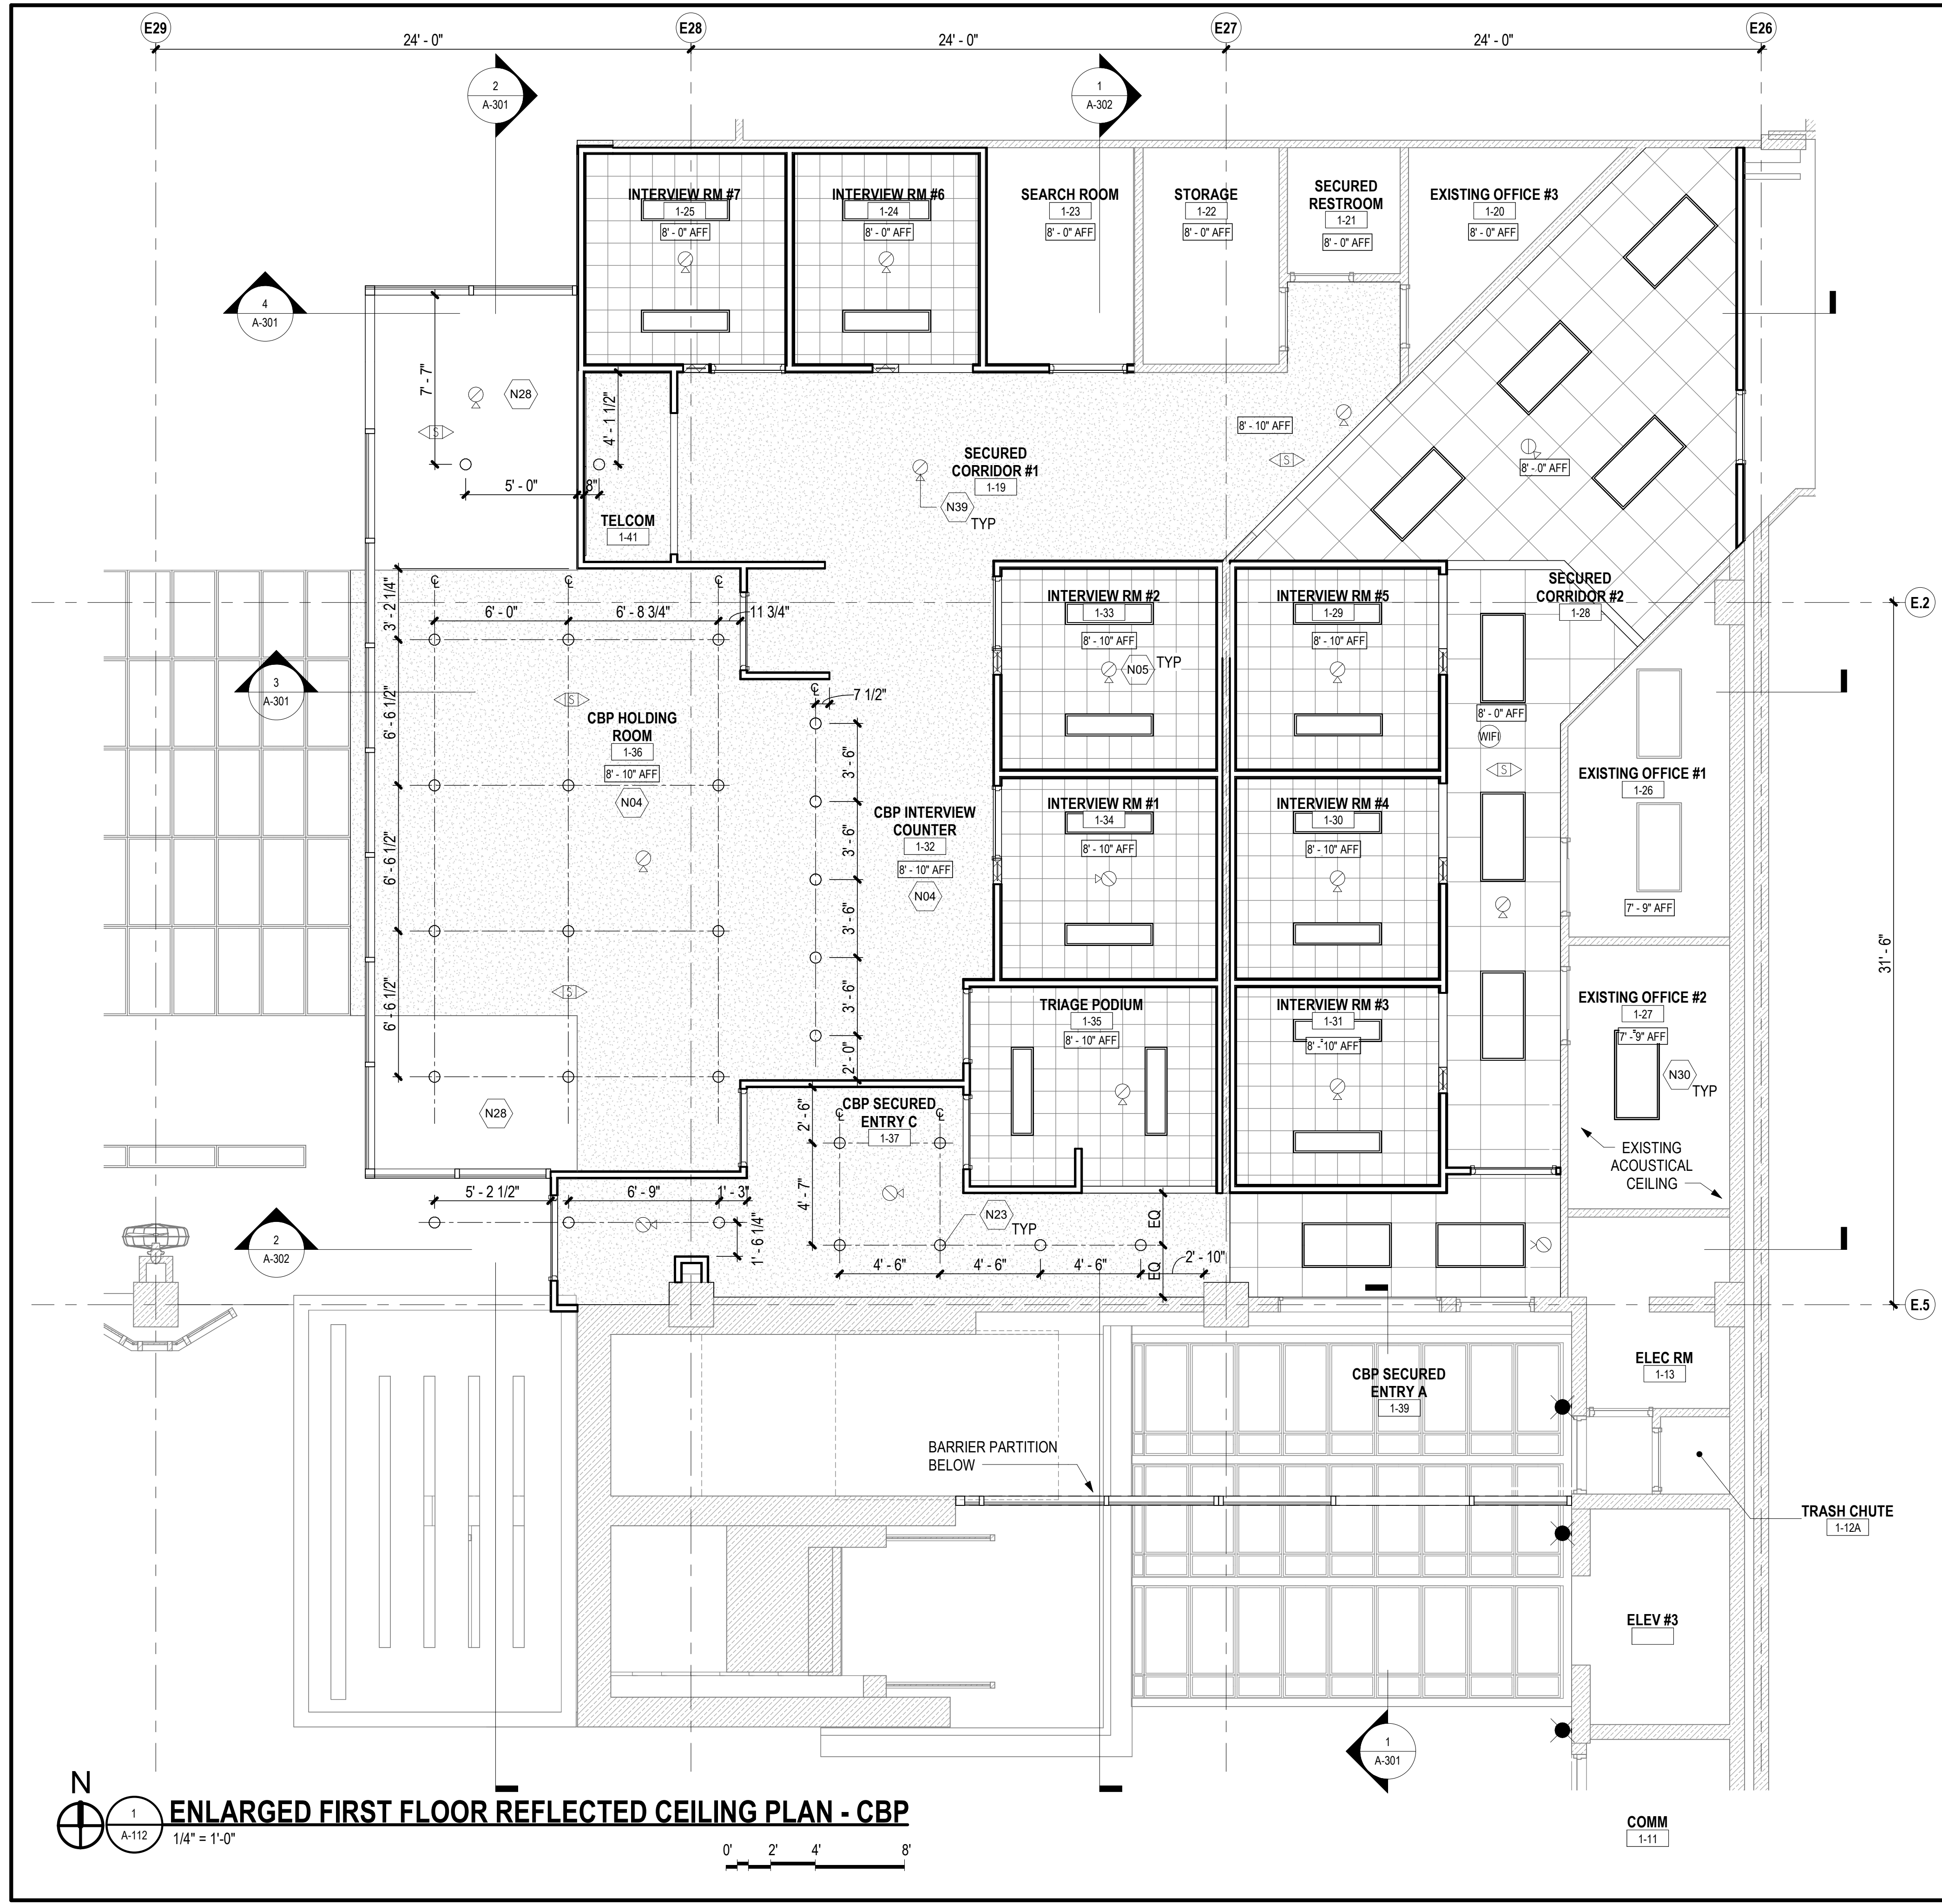 E29
E28
E27
E26
24' - 0"
24' - 0"
24' - 0"
2
A-301
1
A-302
INTERVIEW RM #7
1-25
8' - 0" AFF
INTERVIEW RM #6
1-24
8' - 0" AFF
SEARCH ROOM
1-23
8' - 0" AFF
STORAGE
1-22
8' - 0" AFF
SECURED
RESTROOM
1-21
8' - 0" AFF
EXISTING OFFICE #3
1-20
8' - 0" AFF
4
A-301
7' - 7"
N28
S
5' - 0"
8"
4' - 1 1/2"
TELCOM
1-41
SECURED
CORRIDOR #1
1-19
N39
TYP
8' - 10" AFF
S
8' - 0" AFF
3' - 2 1/4"
6' - 0"
6' - 8 3/4"
11 3/4"
INTERVIEW RM #2
1-33
8' - 10" AFF
N05
TYP
INTERVIEW RM #5
1-29
8' - 10" AFF
SECURED
CORRIDOR #2
1-28
E.2
3
A-301
6' - 6 1/2"
S
CBP HOLDING
ROOM
1-36
8' - 10" AFF
N04
7 1/2"
3' - 6"
8' - 0" AFF
WIFI
S
EXISTING OFFICE #1
1-26
7' - 9" AFF
6' - 6 1/2"
3' - 6"
CBP INTERVIEW
COUNTER
1-32
8' - 10" AFF
N04
INTERVIEW RM #1
1-34
8' - 10" AFF
INTERVIEW RM #4
1-30
8' - 10" AFF
3' - 6"
31' - 6"
6' - 6 1/2"
S
3' - 6"
2' - 0"
TRIAGE PODIUM
1-35
8' - 10" AFF
INTERVIEW RM #3
1-31
8' - 10" AFF
EXISTING OFFICE #2
1-27
7' - 9" AFF
N30
TYP
N28
2' - 6"
CBP SECURED
ENTRY C
1-37
EXISTING
ACOUSTICAL
CEILING
5' - 2 1/2"
6' - 9"
1' - 3"
4' - 7"
N23
TYP
EQ
2
A-302
1' - 6 1/4"
4' - 6"
4' - 6"
4' - 6"
EQ
2' - 10"
E.5
ELEC RM
1-13
CBP SECURED
ENTRY A
1-39
BARRIER PARTITION
BELOW
TRASH CHUTE
1-12A
ELEV #3
1
A-301
N
1
A-112
ENLARGED FIRST FLOOR REFLECTED CEILING PLAN - CBP
1/4" = 1'-0"
0'
2'
4'
8'
COMM
1-11